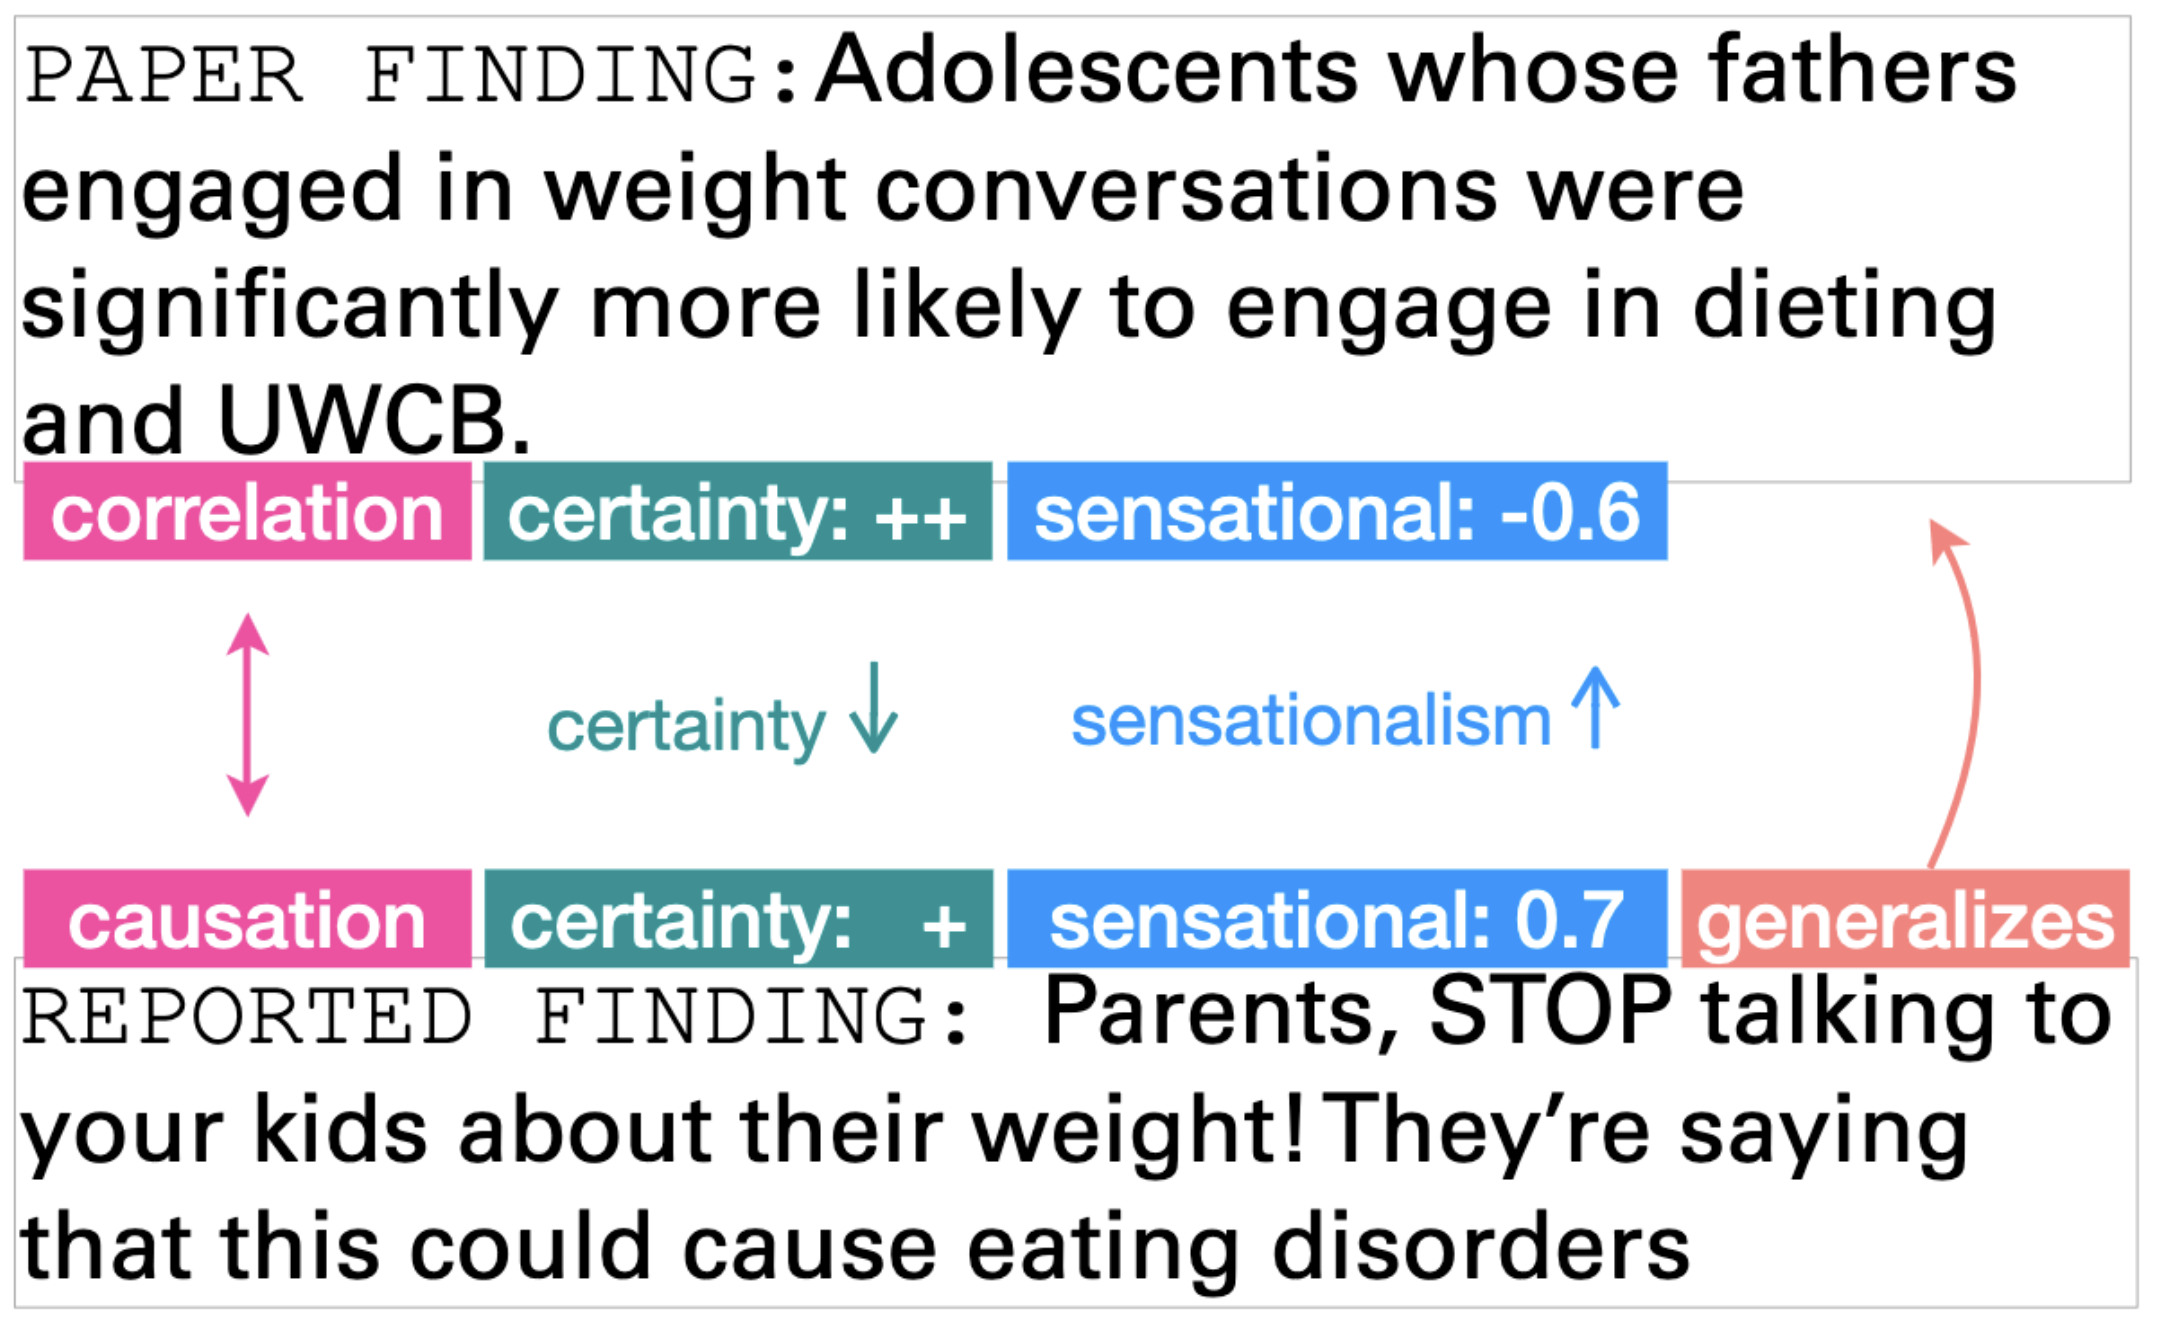 PAPER FINDING: Adolescents whose fathers
engaged in weight conversations were
significantly more likely to engage in dieting
and UWCB.
correlation certainty: ++ sensational: -0.6
certainty ↓ sensationalism ↑
causation certainty: + sensational: 0.7 generalizes
REPORTED FINDING: Parents, STOP talking to
your kids about their weight! They’re saying
that this could cause eating disorders